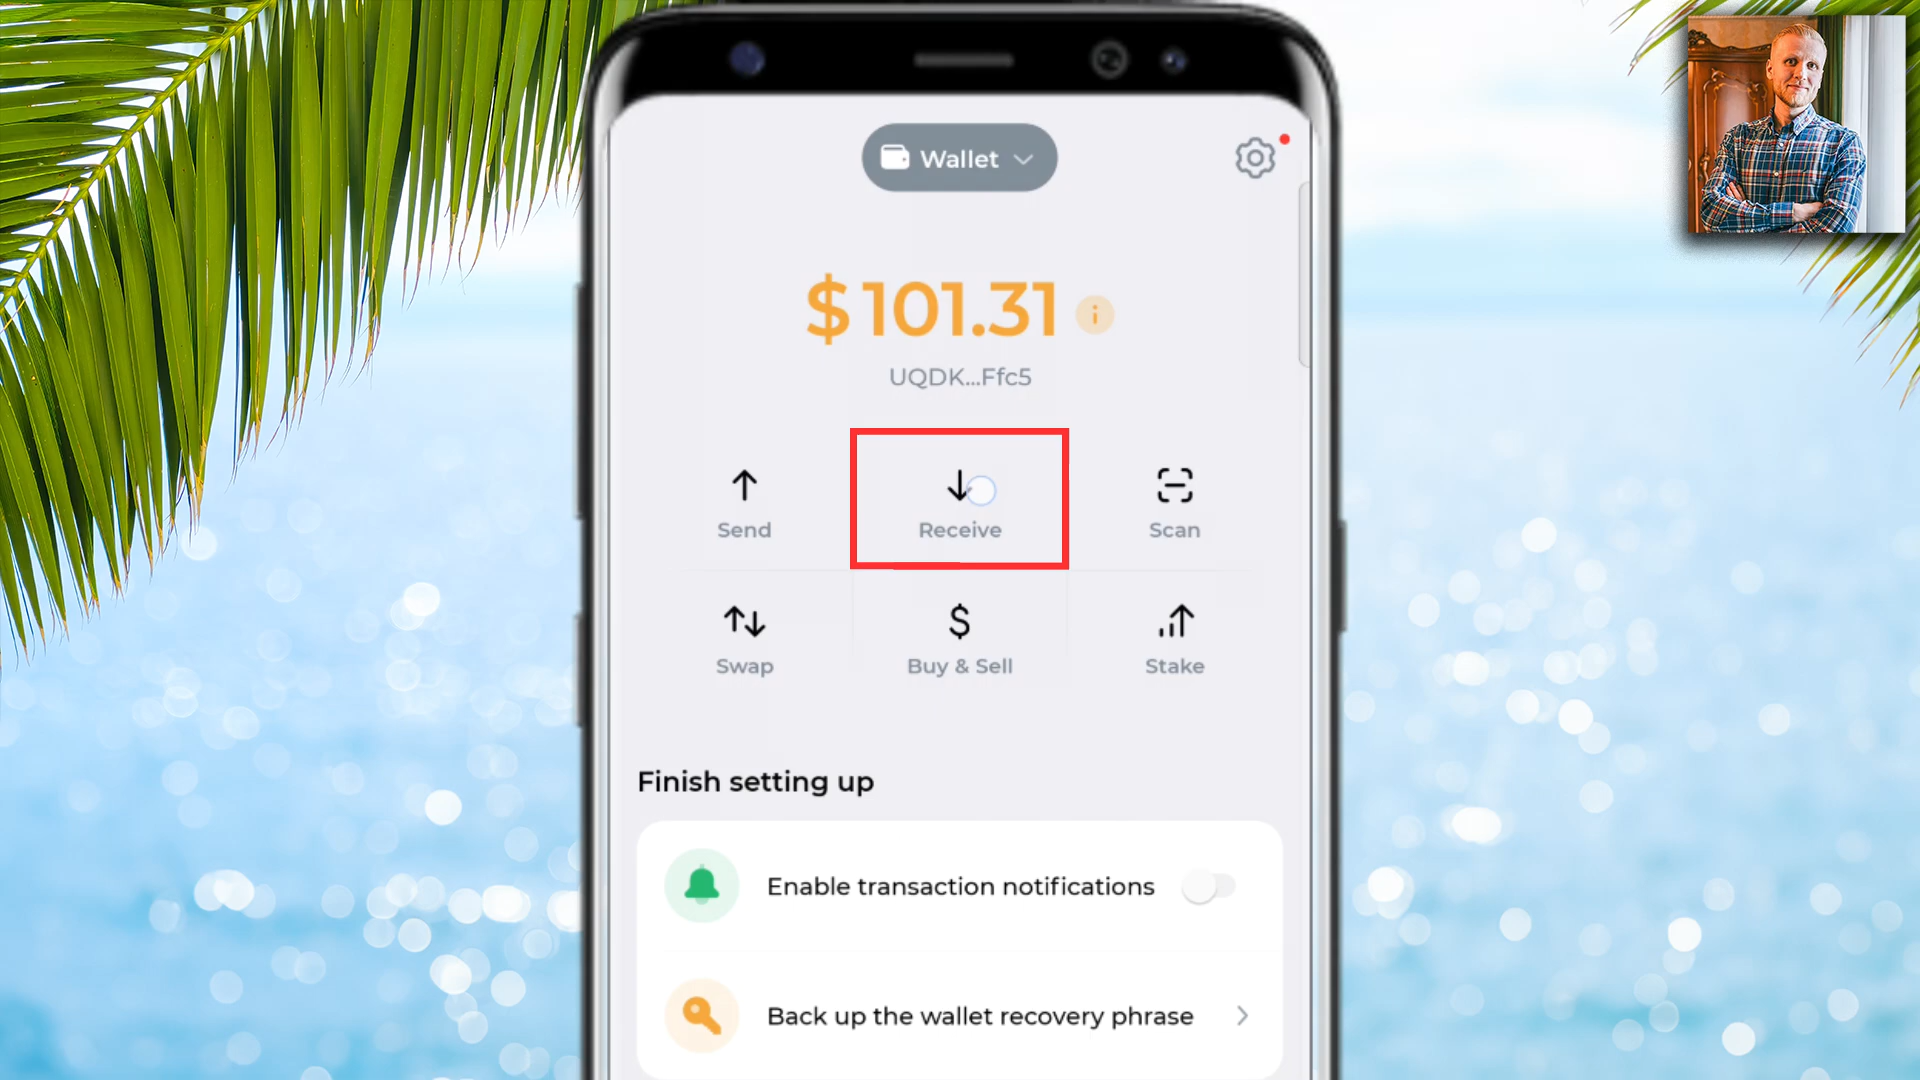 Wallet
$101.31
UQDK...Ffc5
Send
Receive
Scan
Swap
Buy & Sell
Stake
Finish setting up
Enable transaction notifications
Back up the wallet recovery phrase